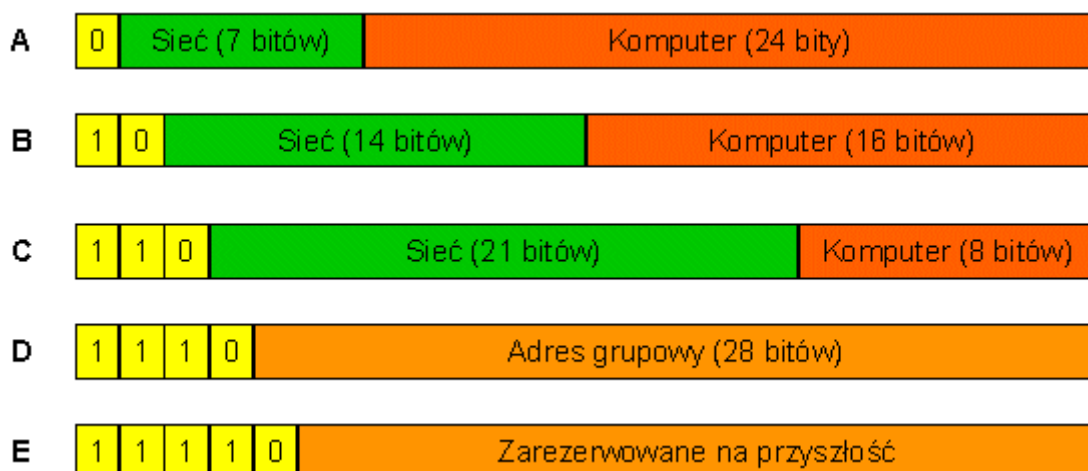 A 0 Sieć (7 bitów) Komputer (24 bity)
B 1 0 Sieć (14 bitów) Komputer (16 bitów)
C 1 1 0 Sieć (21 bitów) Komputer (8 bitów)
D 1 1 1 0 Adres grupowy (28 bitów)
E 1 1 1 1 0 Zarezerwowane na przyszłość